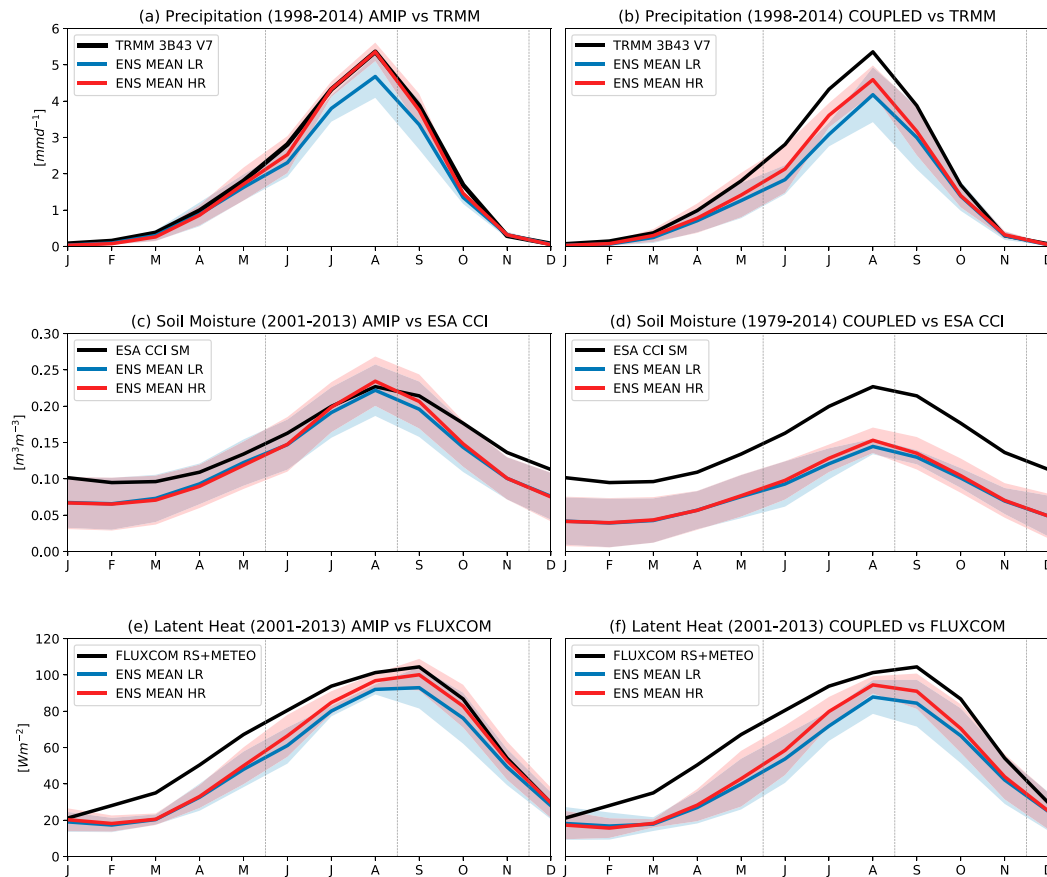 (a) Precipitation (1998-2014) AMIP vs TRMM
(b) Precipitation (1998-2014) COUPLED vs TRMM
[mmd⁻¹]
6
5
4
3
2
1
0
TRMM 3B43 V7
ENS MEAN LR
ENS MEAN HR
TRMM 3B43 V7
ENS MEAN LR
ENS MEAN HR
J F M A M J J A S O N D
J F M A M J J A S O N D
(c) Soil Moisture (2001-2013) AMIP vs ESA CCI
(d) Soil Moisture (1979-2014) COUPLED vs ESA CCI
[m³m⁻³]
0.30
0.25
0.20
0.15
0.10
0.05
0.00
ESA CCI SM
ENS MEAN LR
ENS MEAN HR
ESA CCI SM
ENS MEAN LR
ENS MEAN HR
J F M A M J J A S O N D
J F M A M J J A S O N D
(e) Latent Heat (2001-2013) AMIP vs FLUXCOM
(f) Latent Heat (2001-2013) COUPLED vs FLUXCOM
[Wm⁻²]
120
100
80
60
40
20
0
FLUXCOM RS+METEO
ENS MEAN LR
ENS MEAN HR
FLUXCOM RS+METEO
ENS MEAN LR
ENS MEAN HR
J F M A M J J A S O N D
J F M A M J J A S O N D